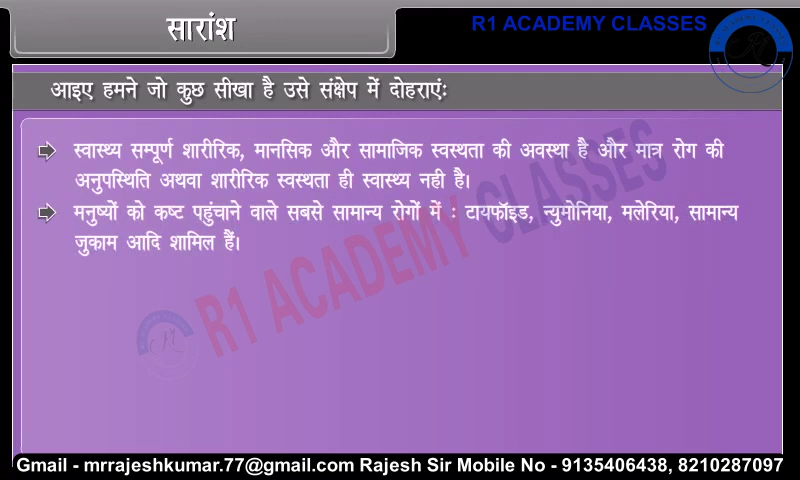 सारांश
R1 ACADEMY CLASSES
आइए हमने जो कुछ सीखा है उसे संक्षेप में दोहराएंः
स्वास्थ्य सम्पूर्ण शारीरिक, मानसिक और सामाजिक स्वस्थता की अवस्था है और मात्र रोग की
अनुपस्थिति अथवा शारीरिक स्वस्थता ही स्वास्थ्य नही है।
मनुष्यों को कष्ट पहुंचाने वाले सबसे सामान्य रोगों में : टायफॉइड, न्युमोनिया, मलेरिया, सामान्य
जुकाम आदि शामिल हैं।
R1 ACADEMY CLASSES
Gmail - mrrajeshkumar.77@gmail.com Rajesh Sir Mobile No - 9135406438, 8210287097